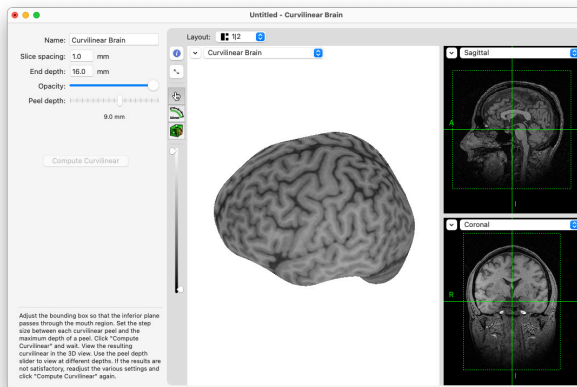 Untitled - Curvilinear Brain
Name: Curvilinear Brain
Slice spacing: 1.0 mm
End depth: 16.0 mm
Opacity:
Peel depth:
9.0 mm
Compute Curvilinear
Adjust the bounding box so that the inferior plane
passes through the mouth region. Set the step
size between each curvilinear peel and the
maximum depth of a peel. Click "Compute
Curvilinear" and wait. View the resulting
curvilinear in the 3D view. Use the peel depth
slider to view at different depths. If the results are
not satisfactory, readjust the various settings and
click "Compute Curvilinear" again.
Layout: 1|2
Curvilinear Brain
Sagittal
A
I
Coronal
R
I